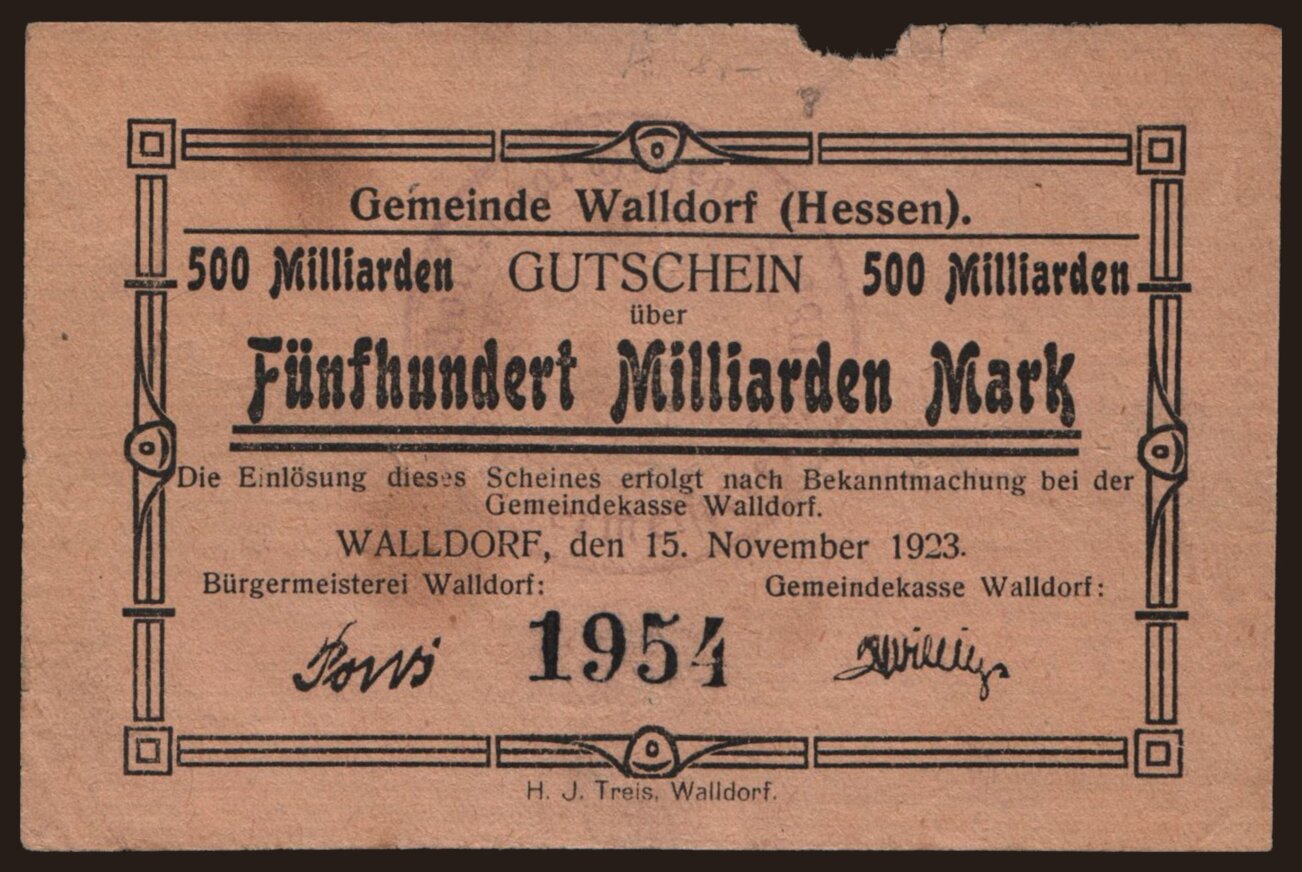 Gemeinde Walldorf (Hessen).
500 Milliarden GUTSCHEIN 500 Milliarden
über
Fünfhundert Milliarden Mark
Die Einlösung dieses Scheines erfolgt nach Bekanntmachung bei der
Gemeindekasse Walldorf.
WALLDORF, den 15. November 1923.
Bürgermeisterei Walldorf: Gemeindekasse Walldorf:
1954
H. J. Treis, Walldorf.